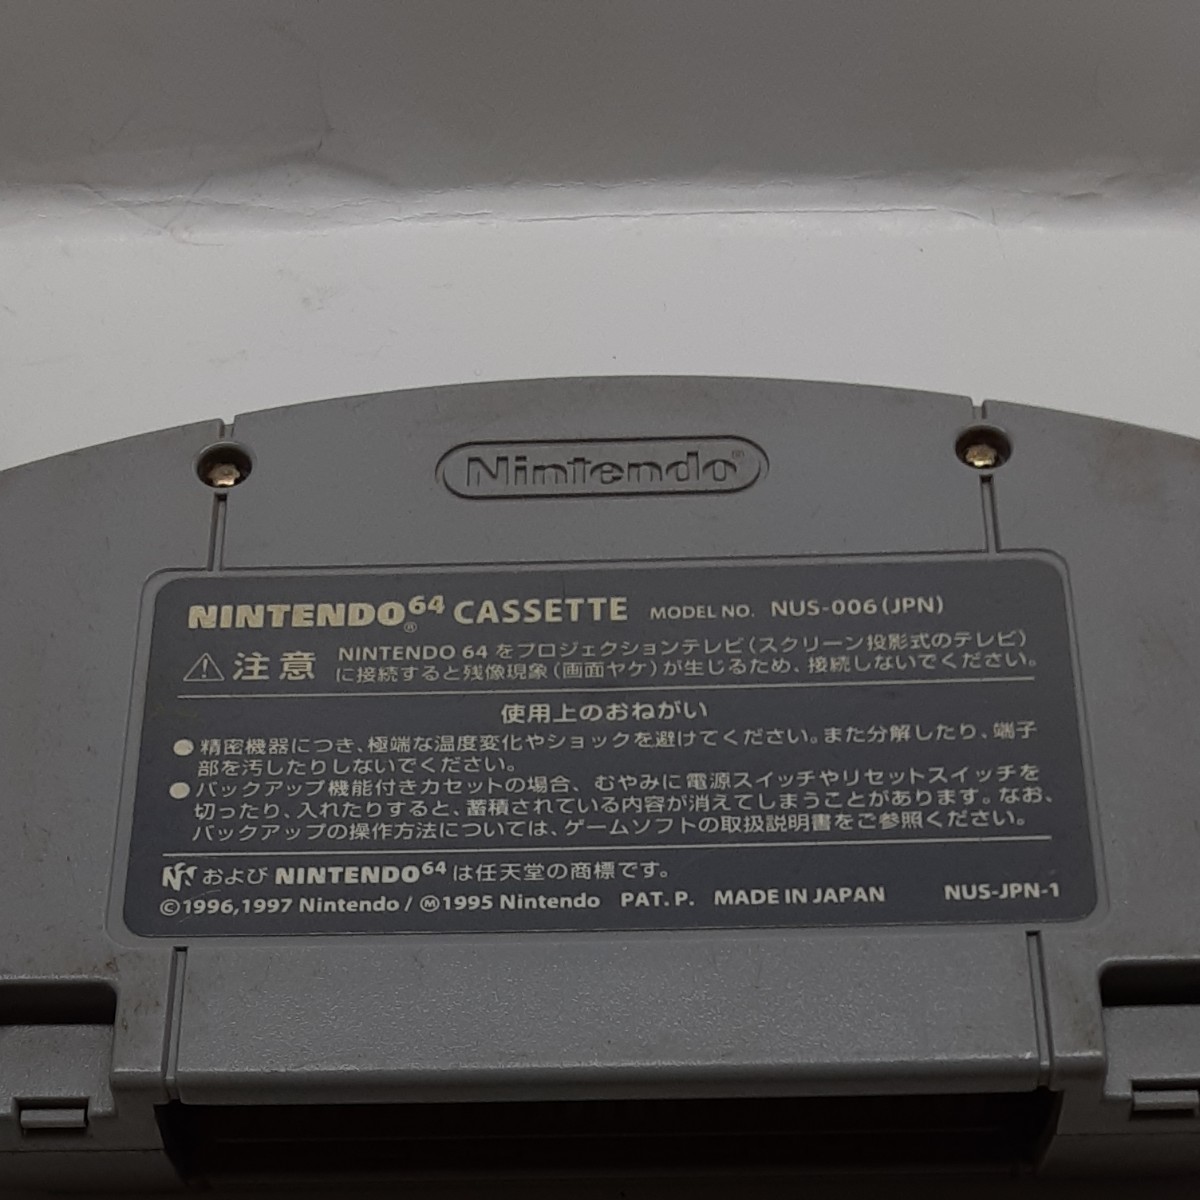 Nintendo®
NINTENDO64® CASSETTE MODEL NO. NUS-006(JPN)
⚠注意 NINTENDO 64 をプロジェクションテレビ(スクリーン投影式のテレビ)
に接続すると残像現象(画面ヤケ)が生じるため、接続しないでください。
使用上のおねがい
●精密機器につき、極端な温度変化やショックを避けてください。また分解したり、端子
部を汚したりしないでください。
●バックアップ機能付きカセットの場合、むやみに電源スイッチやリセットスイッチを
切ったり、入れたりすると、蓄積されている内容が消えてしまうことがあります。なお、
バックアップの操作方法については、ゲームソフトの取扱説明書をご参照ください。
および NINTENDO64 は任天堂の商標です。
©1996,1997 Nintendo / Ⓜ1995 Nintendo PAT. P. MADE IN JAPAN NUS-JPN-1